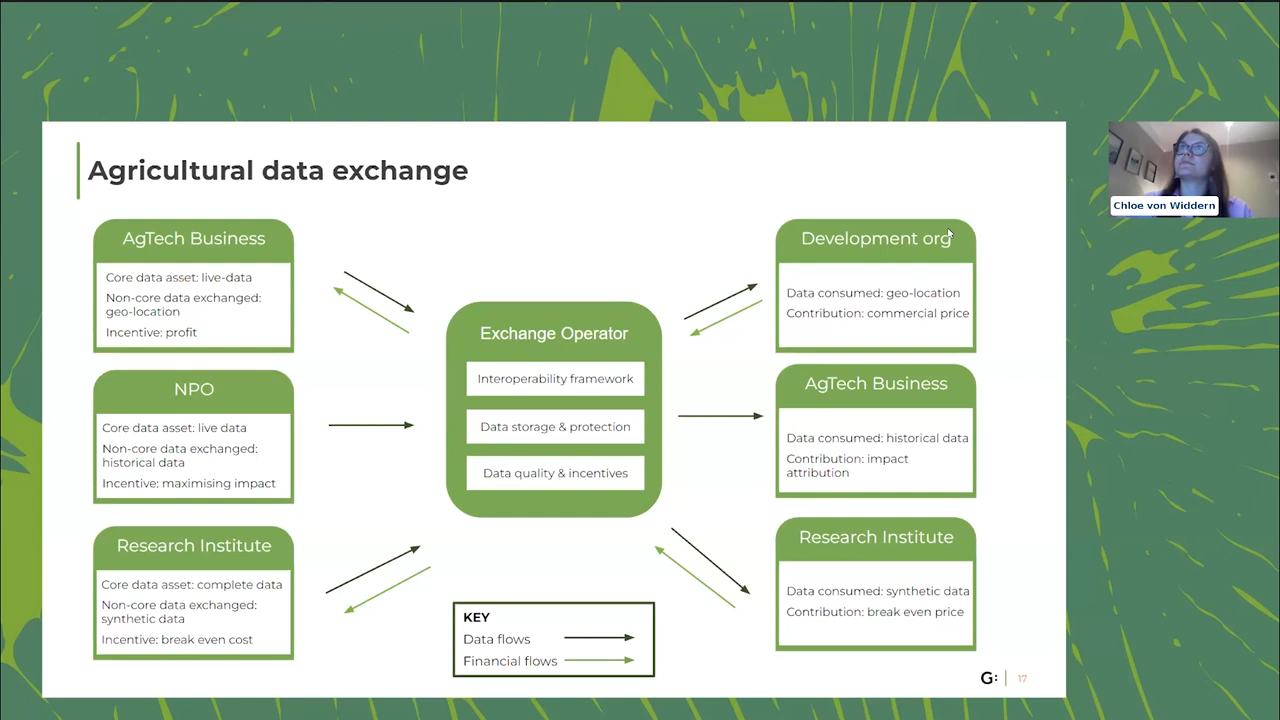 Agricultural data exchange
AgTech Business
Core data asset: live-data
Non-core data exchanged:
geo-location
Incentive: profit
NPO
Core data asset: live data
Non-core data exchanged:
historical data
Incentive: maximising impact
Research Institute
Core data asset: complete data
Non-core data exchanged:
synthetic data
Incentive: break even cost
Exchange Operator
Interoperability framework
Data storage & protection
Data quality & incentives
KEY
Data flows
Financial flows
Development org
Data consumed: geo-location
Contribution: commercial price
AgTech Business
Data consumed: historical data
Contribution: impact
attribution
Research Institute
Data consumed: synthetic data
Contribution: break even price
G:
17
Chloe von Widdern